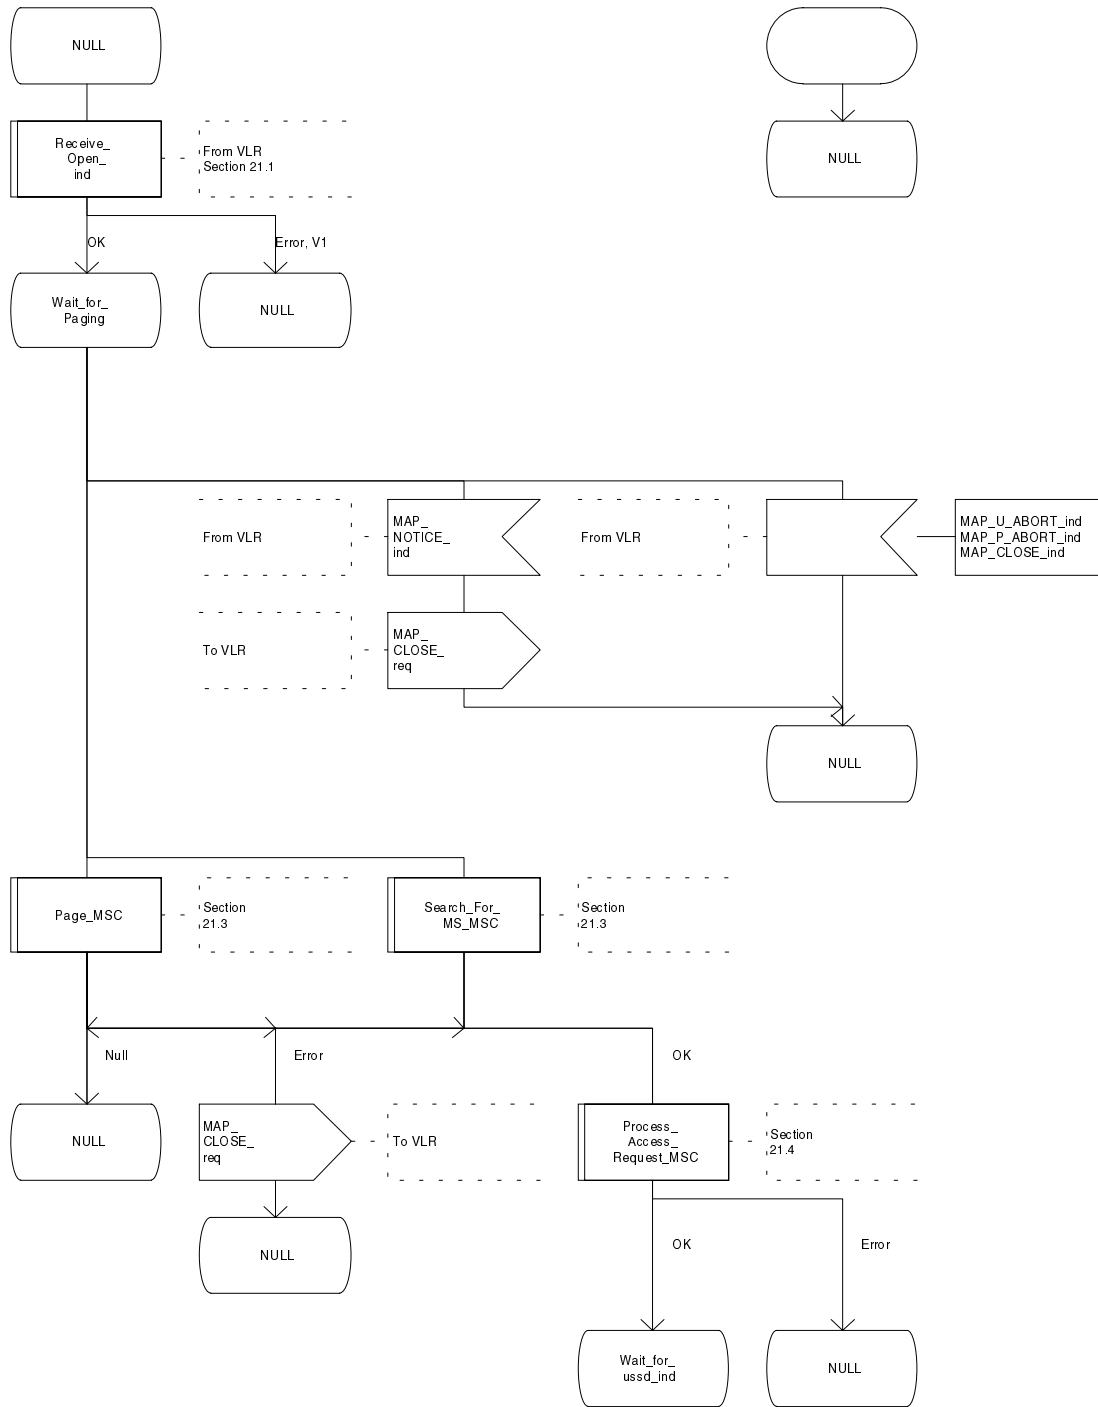 NULL
Receive_
Open_
ind
From VLR
Section 21.1
NULL
OK
Error, V1
Wait_for_
Paging
NULL
From VLR
MAP_
NOTICE_
ind
From VLR
MAP_U_ABORT_ind
MAP_P_ABORT_ind
MAP_CLOSE_ind
To VLR
MAP_
CLOSE_
req
NULL
Page_MSC
Section
21.3
Search_For_
MS_MSC
Section
21.3
Null
Error
OK
NULL
MAP_
CLOSE_
req
To VLR
Process_
Access_
Request_MSC
Section
21.4
NULL
OK
Error
Wait_for_
ussd_ind
NULL